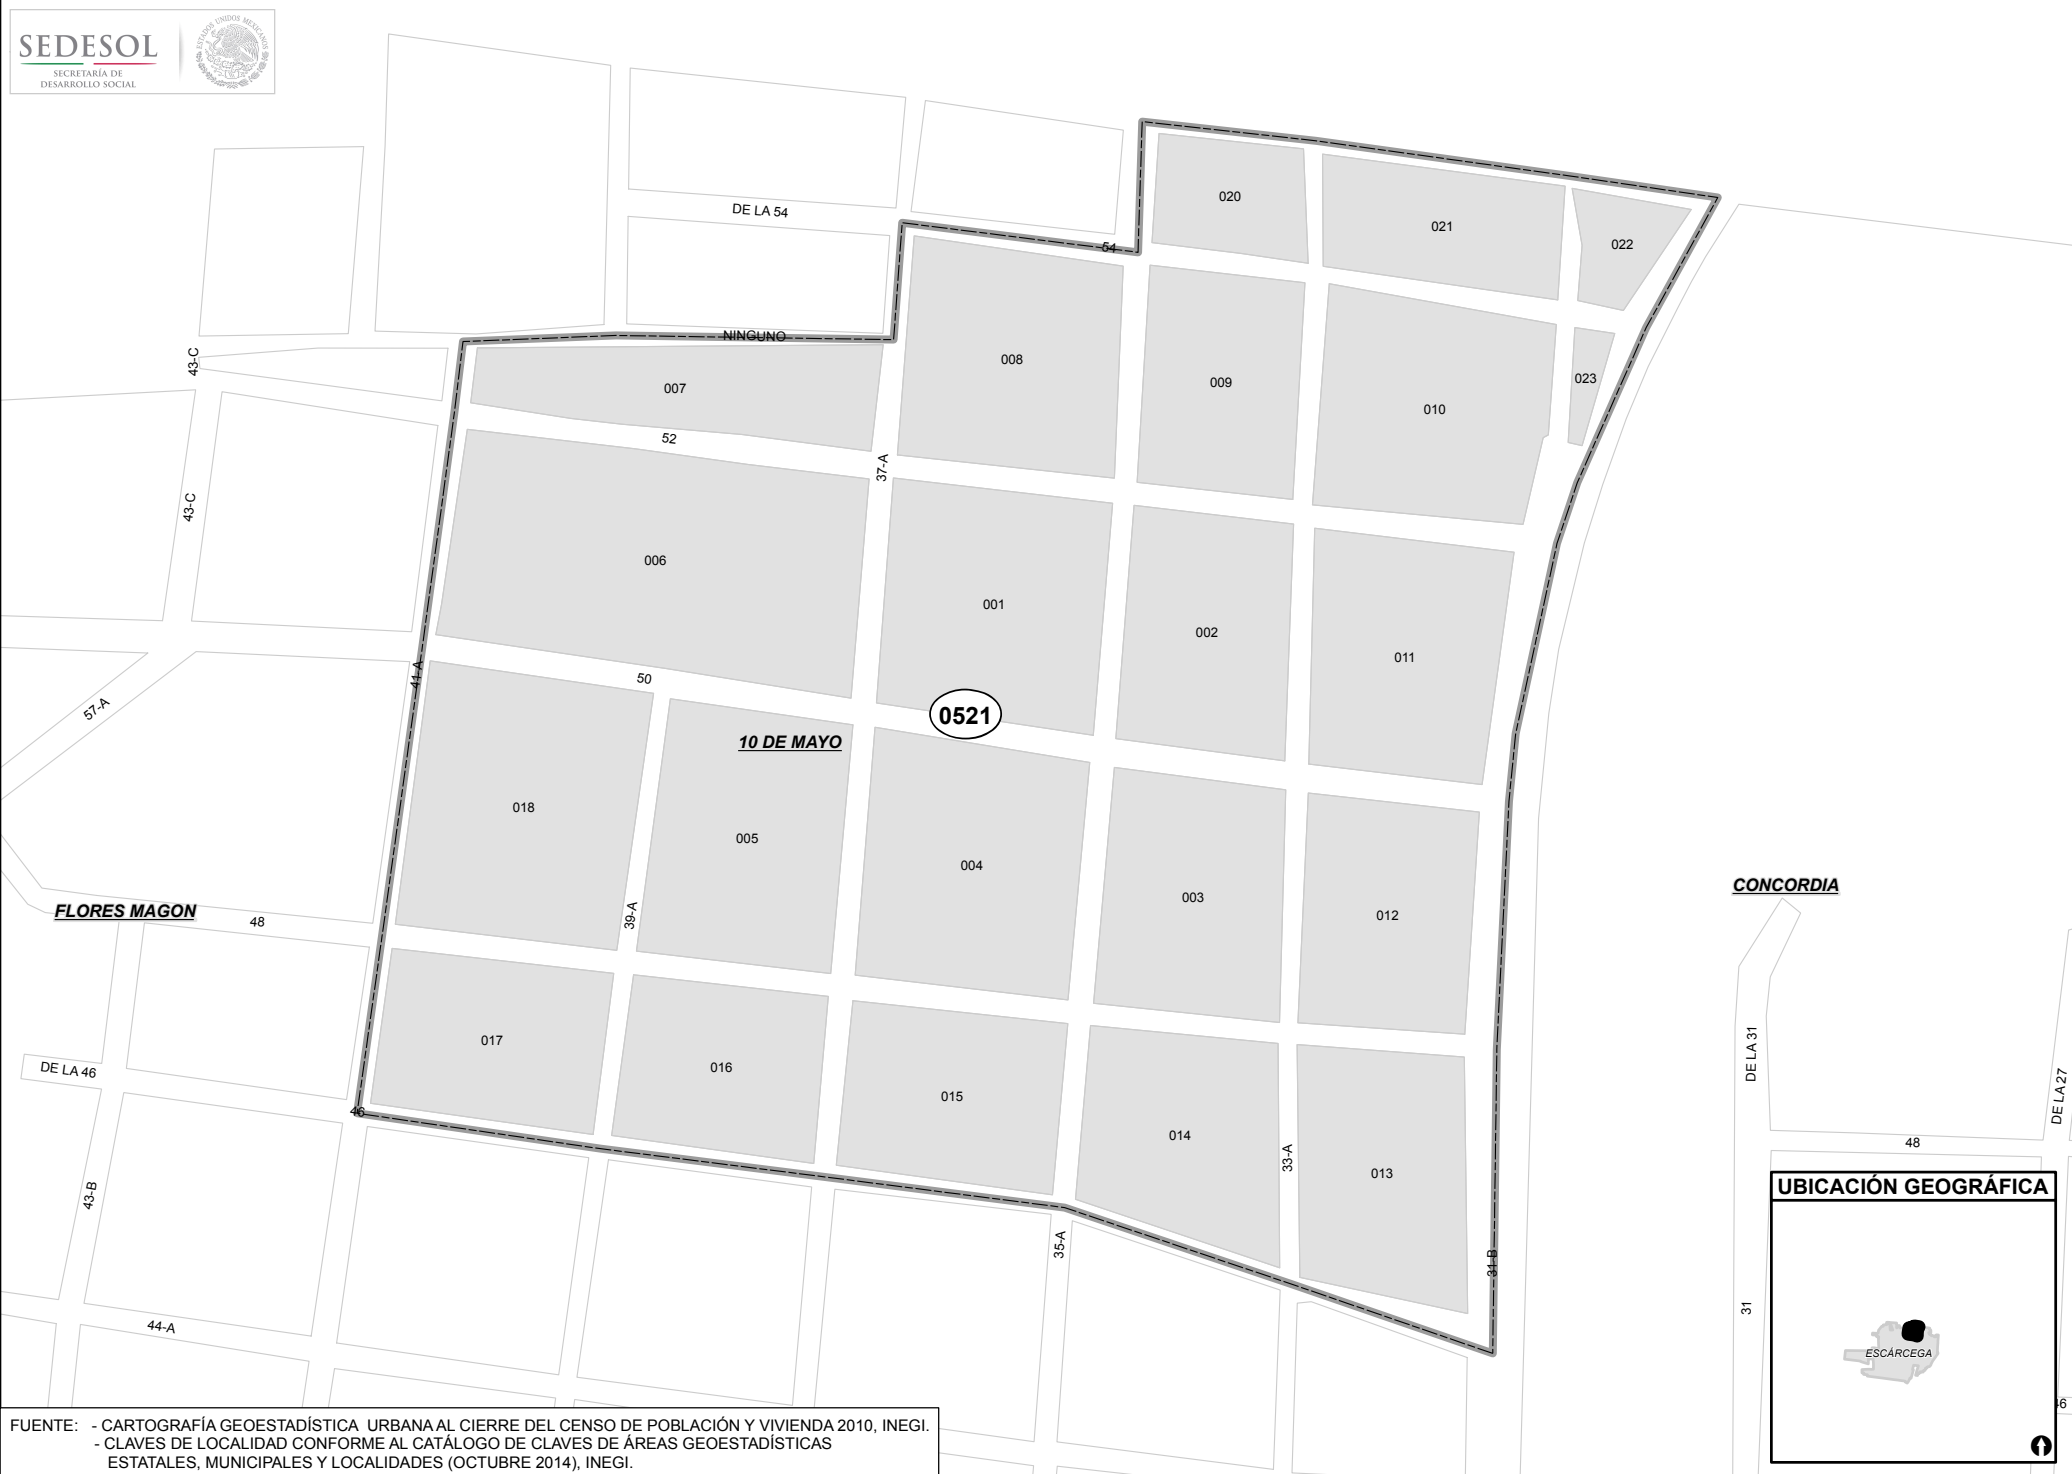 SEDESOL
SECRETARÍA DE
DESARROLLO SOCIAL
ESTADOS UNIDOS MEXICANOS
020
021
022
DE LA 54
54
NINGUNO
43-C
007
008
009
010
023
52
37-A
43-C
006
001
002
011
41-A
50
57-A
0521
10 DE MAYO
018
005
004
003
012
39-A
FLORES MAGON
48
CONCORDIA
017
016
015
014
013
DE LA 46
46
43-B
35-A
33-A
31-B
44-A
DE LA 31
DE LA 27
48
31
46
UBICACIÓN GEOGRÁFICA
ESCÁRCEGA
FUENTE: - CARTOGRAFÍA GEOESTADÍSTICA URBANA AL CIERRE DEL CENSO DE POBLACIÓN Y VIVIENDA 2010, INEGI.
- CLAVES DE LOCALIDAD CONFORME AL CATÁLOGO DE CLAVES DE ÁREAS GEOESTADÍSTICAS
ESTATALES, MUNICIPALES Y LOCALIDADES (OCTUBRE 2014), INEGI.